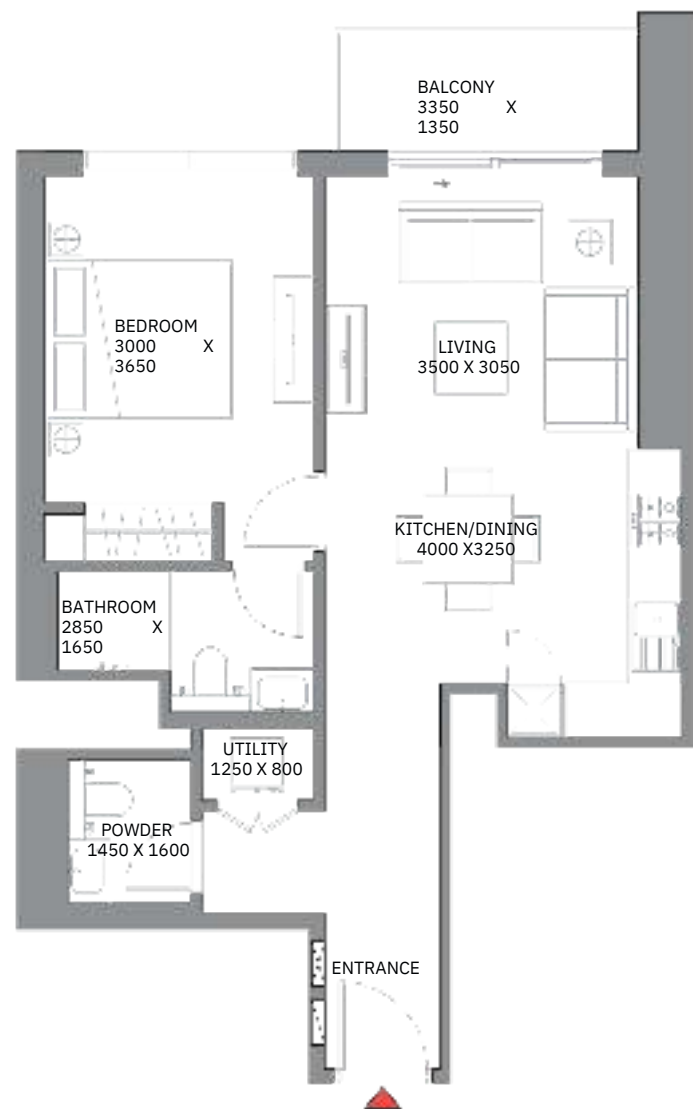 BALCONY
3350 X
1350
BEDROOM
3000 X
3650
LIVING
3500 X 3050
KITCHEN/DINING
4000 X3250
BATHROOM
2850 X
1650
UTILITY
1250 X 800
POWDER
1450 X 1600
ENTRANCE